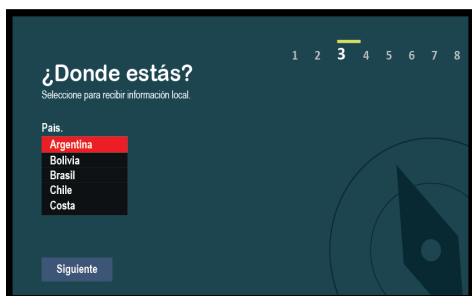 1 2 3 4 5 6 7 8
¿Donde estás?
Seleccione para recibir información local.
Pais.
Argentina
Bolivia
Brasil
Chile
Costa
Siguiente